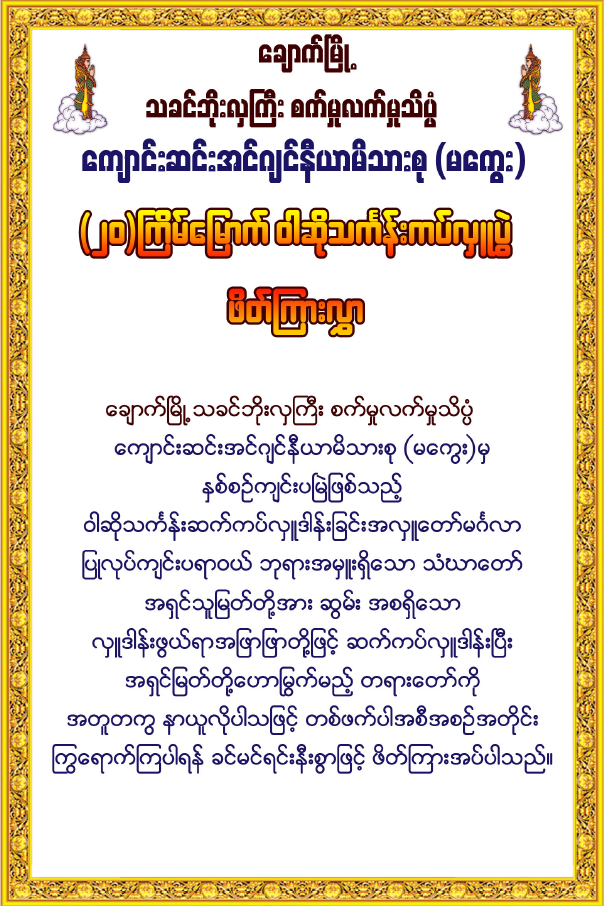 ချောက်မြို့
သခင်ဘိုးလှကြီး စက်မှုလက်မှုသိပ္ပံ
ကျောင်းဆင်းအင်ဂျင်နီယာမိသားစု (မကွေး)
(၂၀)ကြိမ်မြောက် ဝါဆိုသင်္ကန်းကပ်လှူပွဲ
ဖိတ်ကြားလွှာ
ချောက်မြို့ သခင်ဘိုးလှကြီး စက်မှုလက်မှုသိပ္ပံ
ကျောင်းဆင်းအင်ဂျင်နီယာမိသားစု (မကွေး)မှ
နှစ်စဉ်ကျင်းပမြဲဖြစ်သည့်
ဝါဆိုသင်္ကန်းဆက်ကပ်လှူဒါန်းခြင်းအလှူတော်မင်္ဂလာ
ပြုလုပ်ကျင်းပရာဝယ် ဘုရားအမှူးရှိသော သံဃာတော်
အရှင်သူမြတ်တို့အား ဆွမ်း အစရှိသော
လှူဒါန်းဖွယ်ရာအဖြာဖြာတို့ဖြင့် ဆက်ကပ်လှူဒါန်းပြီး
အရှင်မြတ်တို့ဟောမြွက်မည့် တရားတော်ကို
အတူတကွ နာယူလိုပါသဖြင့် တစ်ဖက်ပါအစီအစဉ်အတိုင်း
ကြွရောက်ကြပါရန် ခင်မင်ရင်းနှီးစွာဖြင့် ဖိတ်ကြားအပ်ပါသည်။